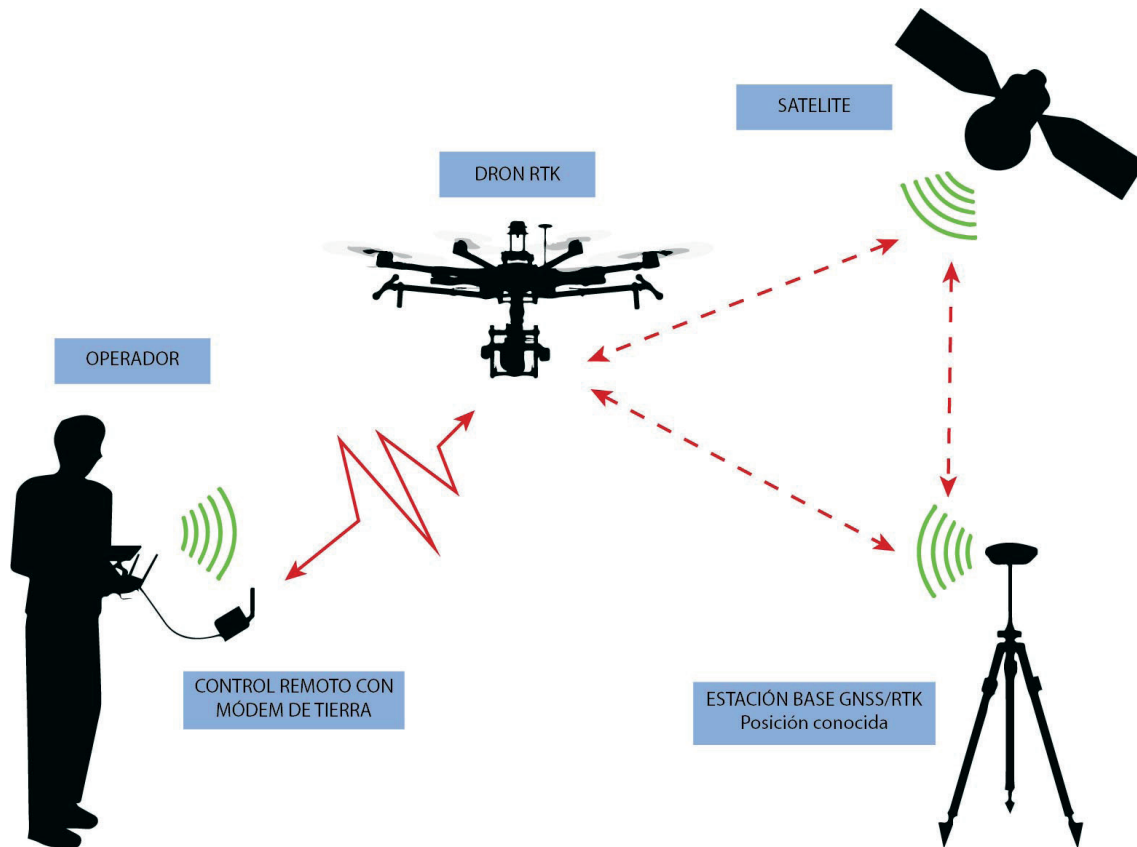 SATELITE
DRON RTK
OPERADOR
CONTROL REMOTO CON
MÓDEM DE TIERRA
ESTACIÓN BASE GNSS/RTK
Posición conocida